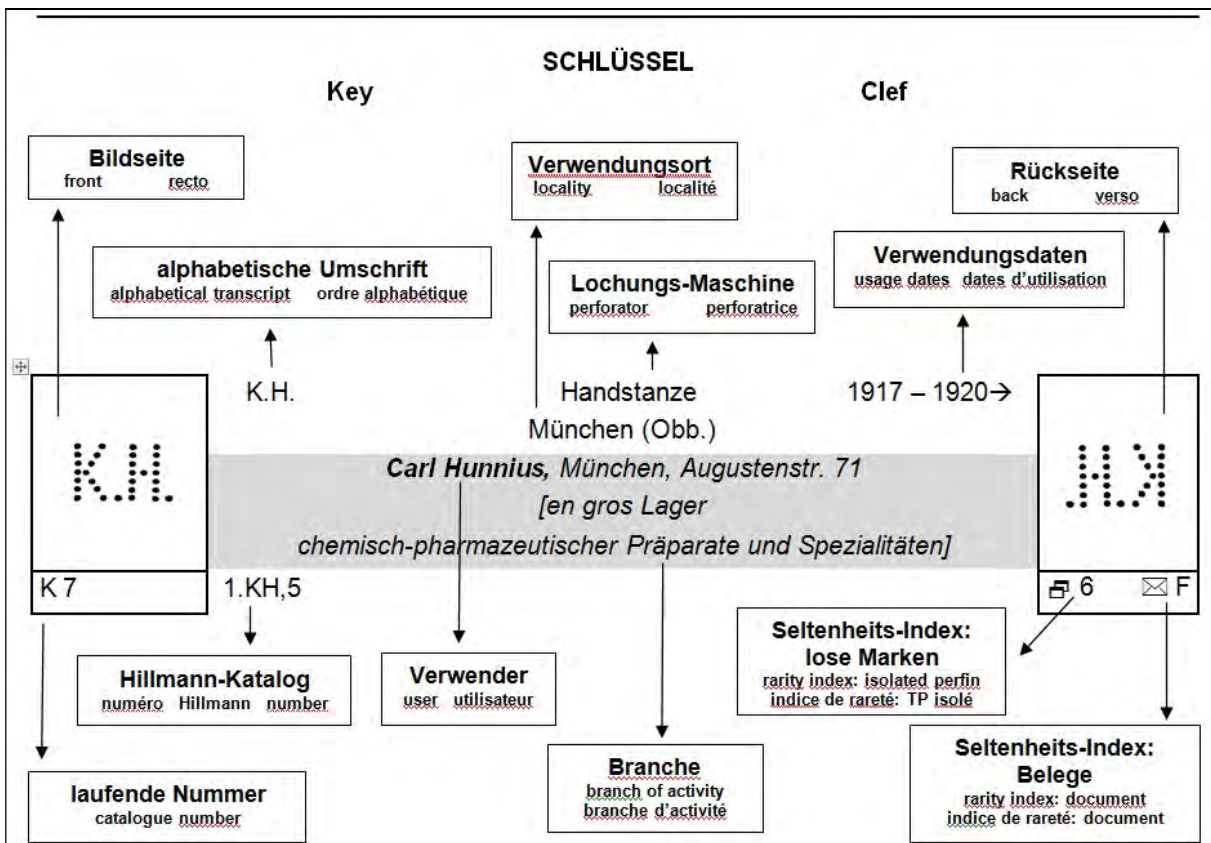 SCHLÜSSEL
Key Clef
Bildseite
front recto
Verwendungsort
locality localité
Rückseite
back verso
alphabetische Umschrift
alphabetical transcript ordre alphabétique
Lochungs-Maschine
perforator perforatrice
Verwendungsdaten
usage dates dates d'utilisation
K.H. Handstanze 1917 – 1920→
München (Obb.)
K.H.
Carl Hunnius, München, Augustenstr. 71
[en gros Lager
chemisch-pharmazeutischer Präparate und Spezialitäten]
K.H.
K 7 1.KH,5 6 F
Hillmann-Katalog
numéro Hillmann number
Verwender
user utilisateur
Seltenheits-Index:
lose Marken
rarity index: isolated perfin
indice de rareté: TP isolé
laufende Nummer
catalogue number
Branche
branch of activity
branche d'activité
Seltenheits-Index:
Belege
rarity index: document
indice de rareté: document